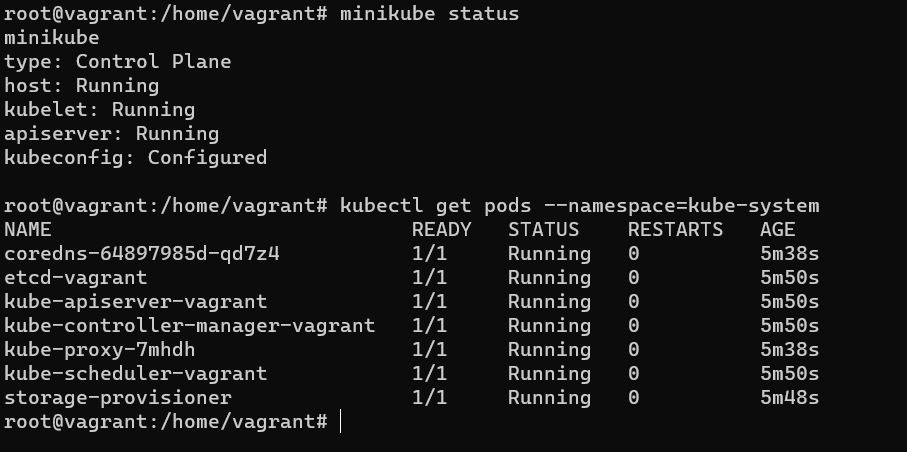 root@vagrant:/home/vagrant# minikube status
minikube
type: Control Plane
host: Running
kubelet: Running
apiserver: Running
kubeconfig: Configured

root@vagrant:/home/vagrant# kubectl get pods --namespace=kube-system
NAME                              READY   STATUS    RESTARTS   AGE
coredns-64897985d-qd7z4           1/1     Running   0          5m38s
etcd-vagrant                      1/1     Running   0          5m50s
kube-apiserver-vagrant            1/1     Running   0          5m50s
kube-controller-manager-vagrant   1/1     Running   0          5m50s
kube-proxy-7mhdh                  1/1     Running   0          5m38s
kube-scheduler-vagrant            1/1     Running   0          5m50s
storage-provisioner               1/1     Running   0          5m48s
root@vagrant:/home/vagrant#